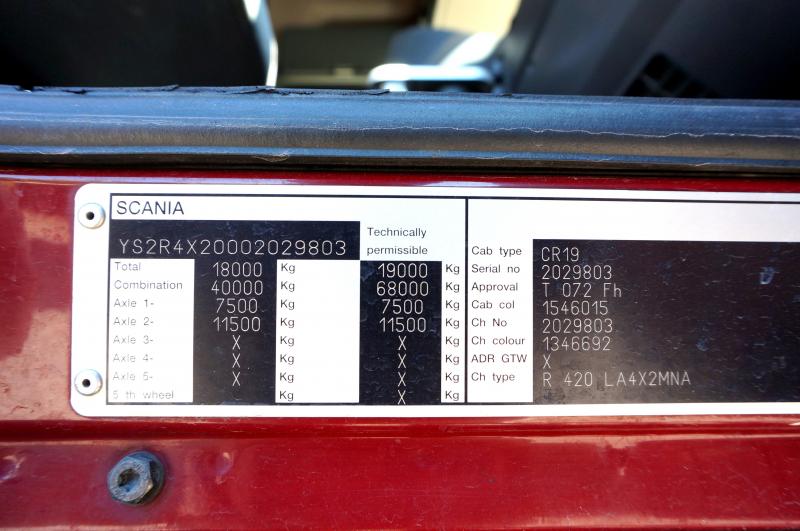 SCANIA
YS2R4X20002029803
Technically
permissible
Total 18000 Kg 19000 Kg
Combination 40000 Kg 68000 Kg
Axle 1- 7500 Kg 7500 Kg
Axle 2- 11500 Kg 11500 Kg
Axle 3- X Kg X Kg
Axle 4- X Kg X Kg
Axle 5- X Kg X Kg
5 th wheel Kg X Kg
Cab type CR19
Serial no 2029803
Approval T 072 Fh
Cab col 1546015
Ch No 2029803
Ch colour 1346692
ADR GTW X
Ch type R 420 LA4X2MNA